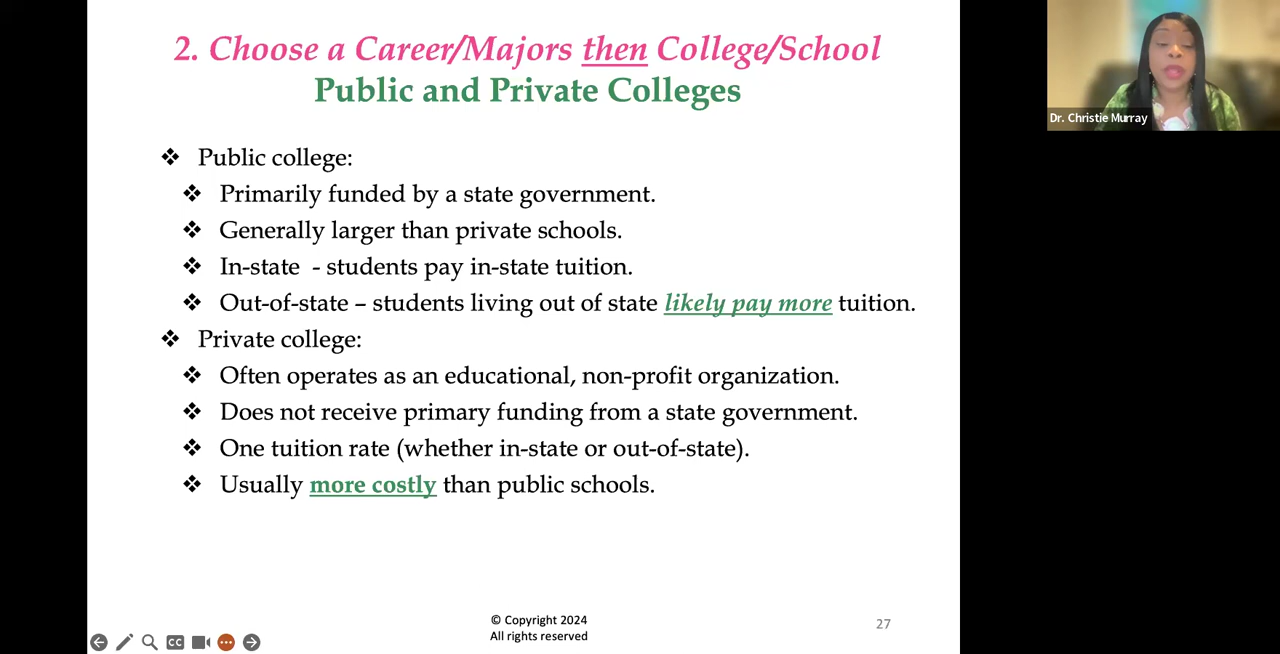 2. Choose a Career/Majors then College/School
Public and Private Colleges
❖ Public college:
❖ Primarily funded by a state government.
❖ Generally larger than private schools.
❖ In-state - students pay in-state tuition.
❖ Out-of-state – students living out of state likely pay more tuition.
❖ Private college:
❖ Often operates as an educational, non-profit organization.
❖ Does not receive primary funding from a state government.
❖ One tuition rate (whether in-state or out-of-state).
❖ Usually more costly than public schools.
© Copyright 2024
All rights reserved
27
CC
Dr. Christie Murray